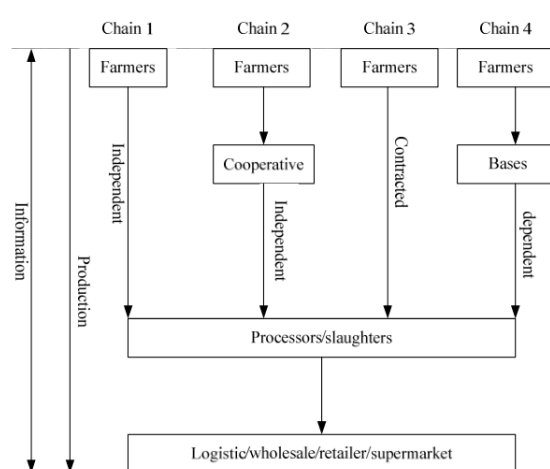 Chain 1
Chain 2
Chain 3
Chain 4
Farmers
Farmers
Farmers
Farmers
Cooperative
Bases
Independent
Independent
Contracted
dependent
Information
Production
Processors/slaughters
Logistic/wholesale/retailer/supermarket